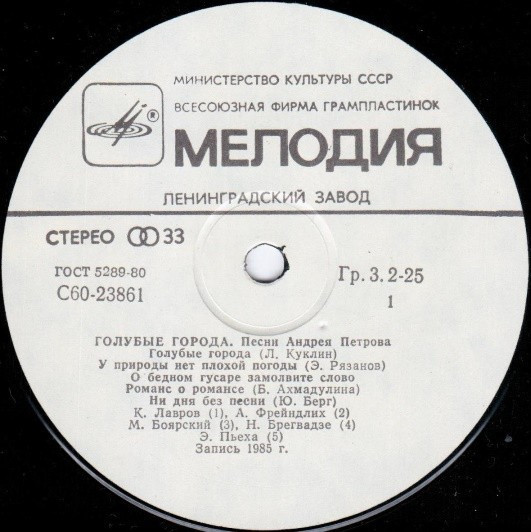 МИНИСТЕРСТВО КУЛЬТУРЫ СССР
ВСЕСОЮЗНАЯ ФИРМА ГРАМПЛАСТИНОК
®
МЕЛОДИЯ
ЛЕНИНГРАДСКИЙ ЗАВОД
СТЕРЕО 33
ГОСТ 5289-80
Гр. 3. 2-25
С60-23861
1
ГОЛУБЫЕ ГОРОДА. Песни Андрея Петрова
Голубые города (Л. Куклин)
У природы нет плохой погоды (Э. Рязанов)
О бедном гусаре замолвите слово
Романс о романсе (Б. Ахмадулина)
Ни дня без песни (Ю. Берг)
К. Лавров (1), А. Фрейндлих (2)
М. Боярский (3), Н. Брегвадзе (4)
Э. Пьеха (5)
Запись 1985 г.